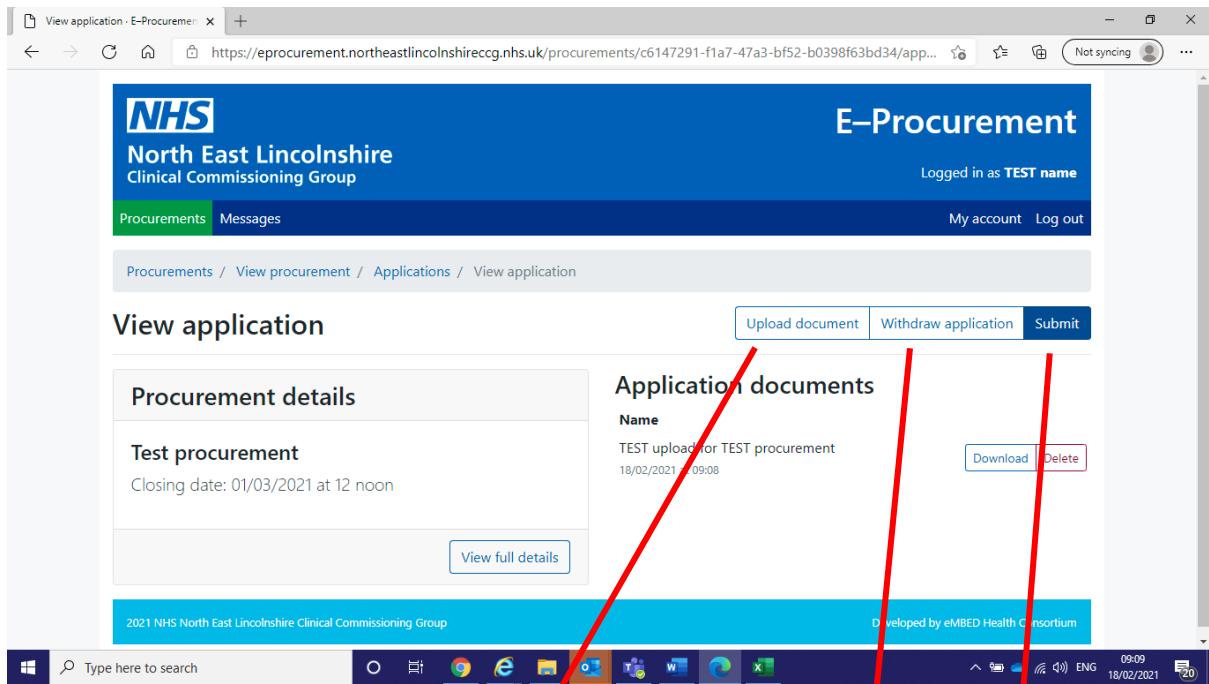 View application · E-Procuremen
https://eprocurement.northeastlincolnshireccg.nhs.uk/procurements/c6147291-f1a7-47a3-bf52-b0398f63bd34/app...
Not syncing
NHS
North East Lincolnshire
Clinical Commissioning Group
E–Procurement
Logged in as TEST name
Procurements Messages
My account Log out
Procurements / View procurement / Applications / View application
View application
Upload document Withdraw application Submit
Procurement details
Test procurement
Closing date: 01/03/2021 at 12 noon
View full details
Application documents
Name
TEST upload for TEST procurement
18/02/2021 at 09:08
Download Delete
2021 NHS North East Lincolnshire Clinical Commissioning Group
Developed by eMBED Health Consortium
Type here to search
ENG
09:09
18/02/2021
20